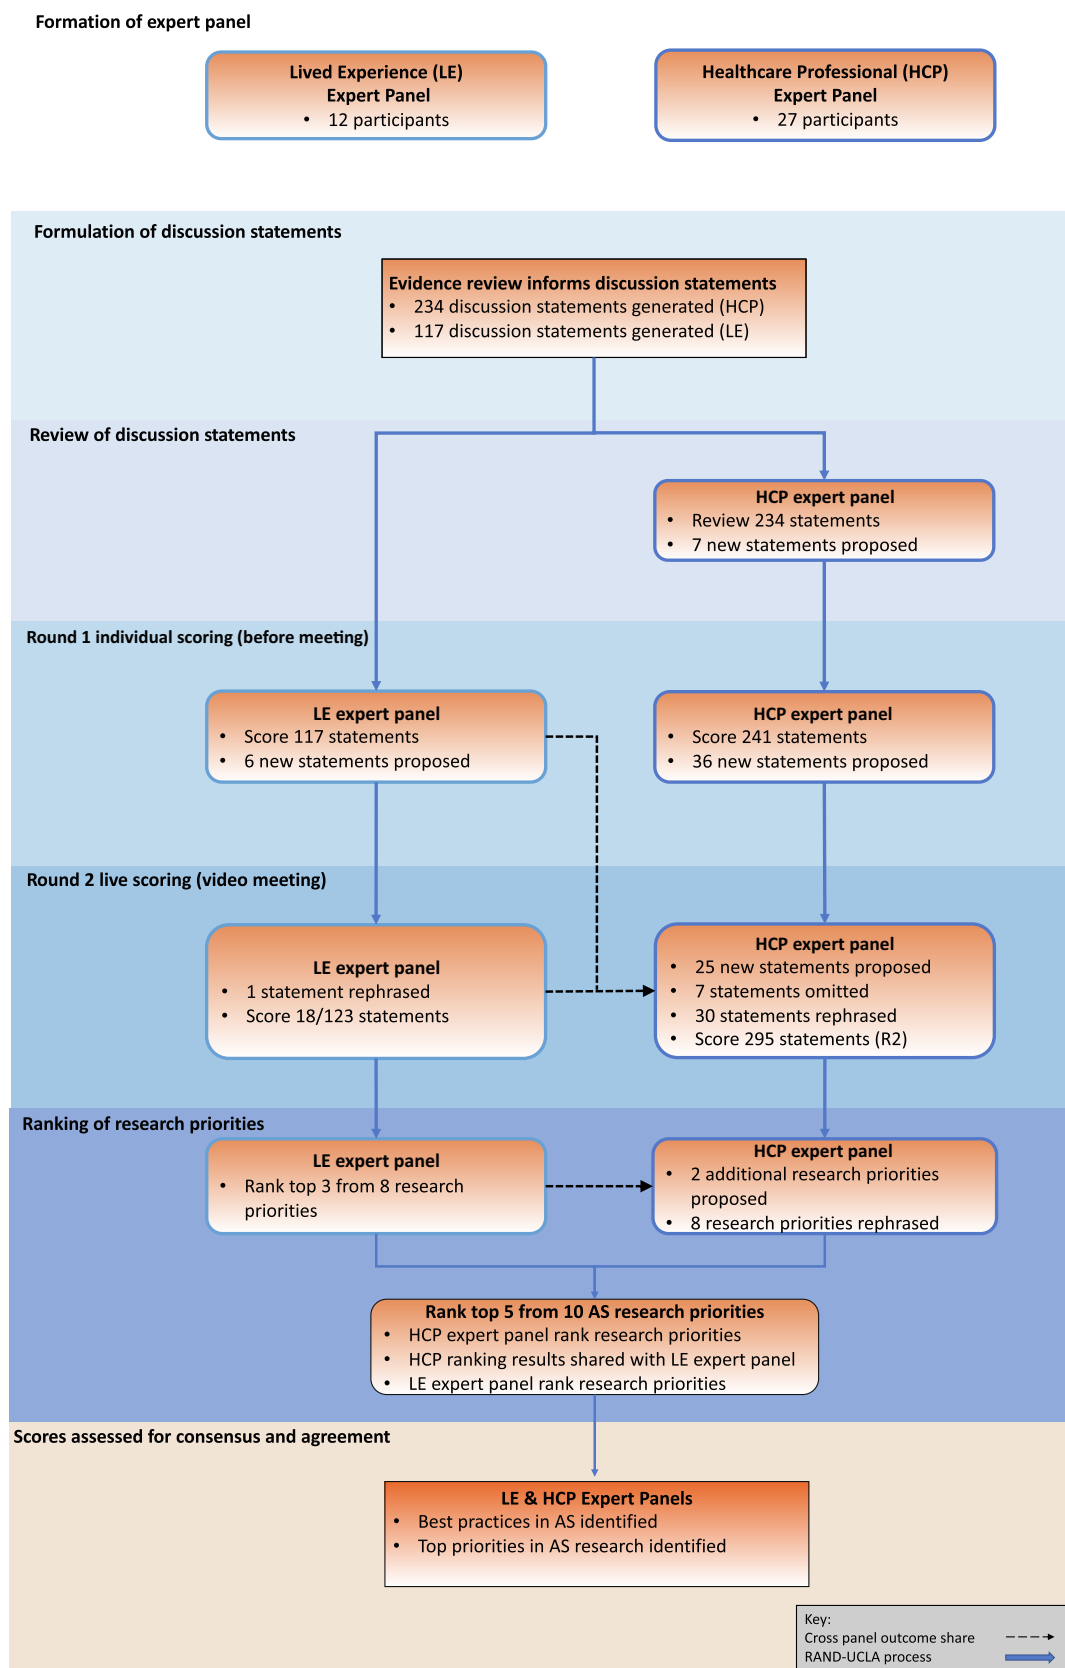 Formation of expert panel
Lived Experience (LE)
Expert Panel
• 12 participants
Healthcare Professional (HCP)
Expert Panel
• 27 participants
Formulation of discussion statements
Evidence review informs discussion statements
• 234 discussion statements generated (HCP)
• 117 discussion statements generated (LE)
Review of discussion statements
HCP expert panel
• Review 234 statements
• 7 new statements proposed
Round 1 individual scoring (before meeting)
LE expert panel
• Score 117 statements
• 6 new statements proposed
HCP expert panel
• Score 241 statements
• 36 new statements proposed
Round 2 live scoring (video meeting)
LE expert panel
• 1 statement rephrased
• Score 18/123 statements
HCP expert panel
• 25 new statements proposed
• 7 statements omitted
• 30 statements rephrased
• Score 295 statements (R2)
Ranking of research priorities
LE expert panel
• Rank top 3 from 8 research
priorities
HCP expert panel
• 2 additional research priorities
proposed
• 8 research priorities rephrased
Rank top 5 from 10 AS research priorities
• HCP expert panel rank research priorities
• HCP ranking results shared with LE expert panel
• LE expert panel rank research priorities
Scores assessed for consensus and agreement
LE & HCP Expert Panels
• Best practices in AS identified
• Top priorities in AS research identified
Key:
Cross panel outcome share
RAND-UCLA process